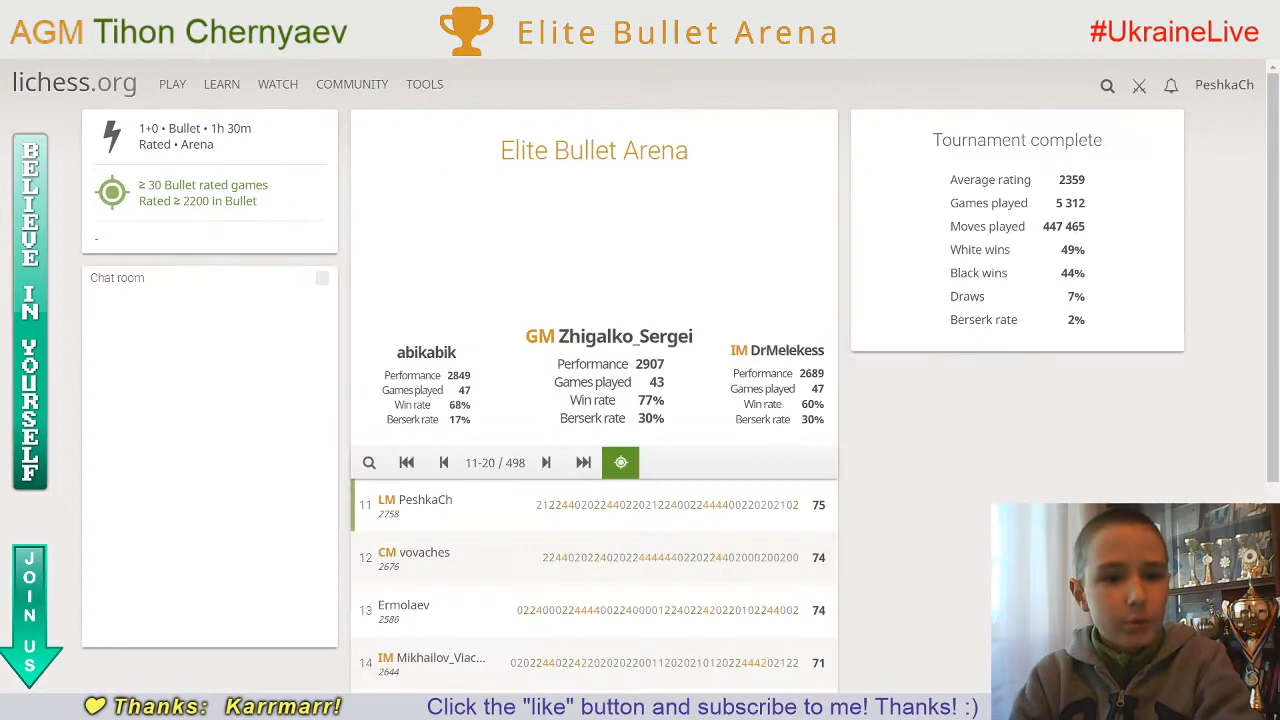 AGM Tihon Chernyaev
Elite Bullet Arena
#UkraineLive
lichess.org
PLAY LEARN WATCH COMMUNITY TOOLS
PeshkaCh
BELIEVE IN YOURSELF
JOIN US
1+0 • Bullet • 1h 30m
Rated • Arena
≥ 30 Bullet rated games
Rated ≥ 2200 in Bullet
-
Chat room
Elite Bullet Arena
abikabik
Performance 2849
Games played 47
Win rate 68%
Berserk rate 17%
GM Zhigalko_Sergei
Performance 2907
Games played 43
Win rate 77%
Berserk rate 30%
IM DrMelekess
Performance 2689
Games played 47
Win rate 60%
Berserk rate 30%
11-20 / 498
11 LM PeshkaCh 2122440202244022021224002244440022020210​2 75
2758
12 CM vovaches 2244020224020224444440220224402000200200 74
2676
13 Ermolaev 02240002244440022400001224022420220102244002 74
2586
14 IM Mikhailov_Viac... 020224402242202020220011202021012022444202122 71
2644
Tournament complete
Average rating 2359
Games played 5 312
Moves played 447 465
White wins 49%
Black wins 44%
Draws 7%
Berserk rate 2%
Thanks: Karrmarr!
Click the "like" button and subscribe to me! Thanks! :)